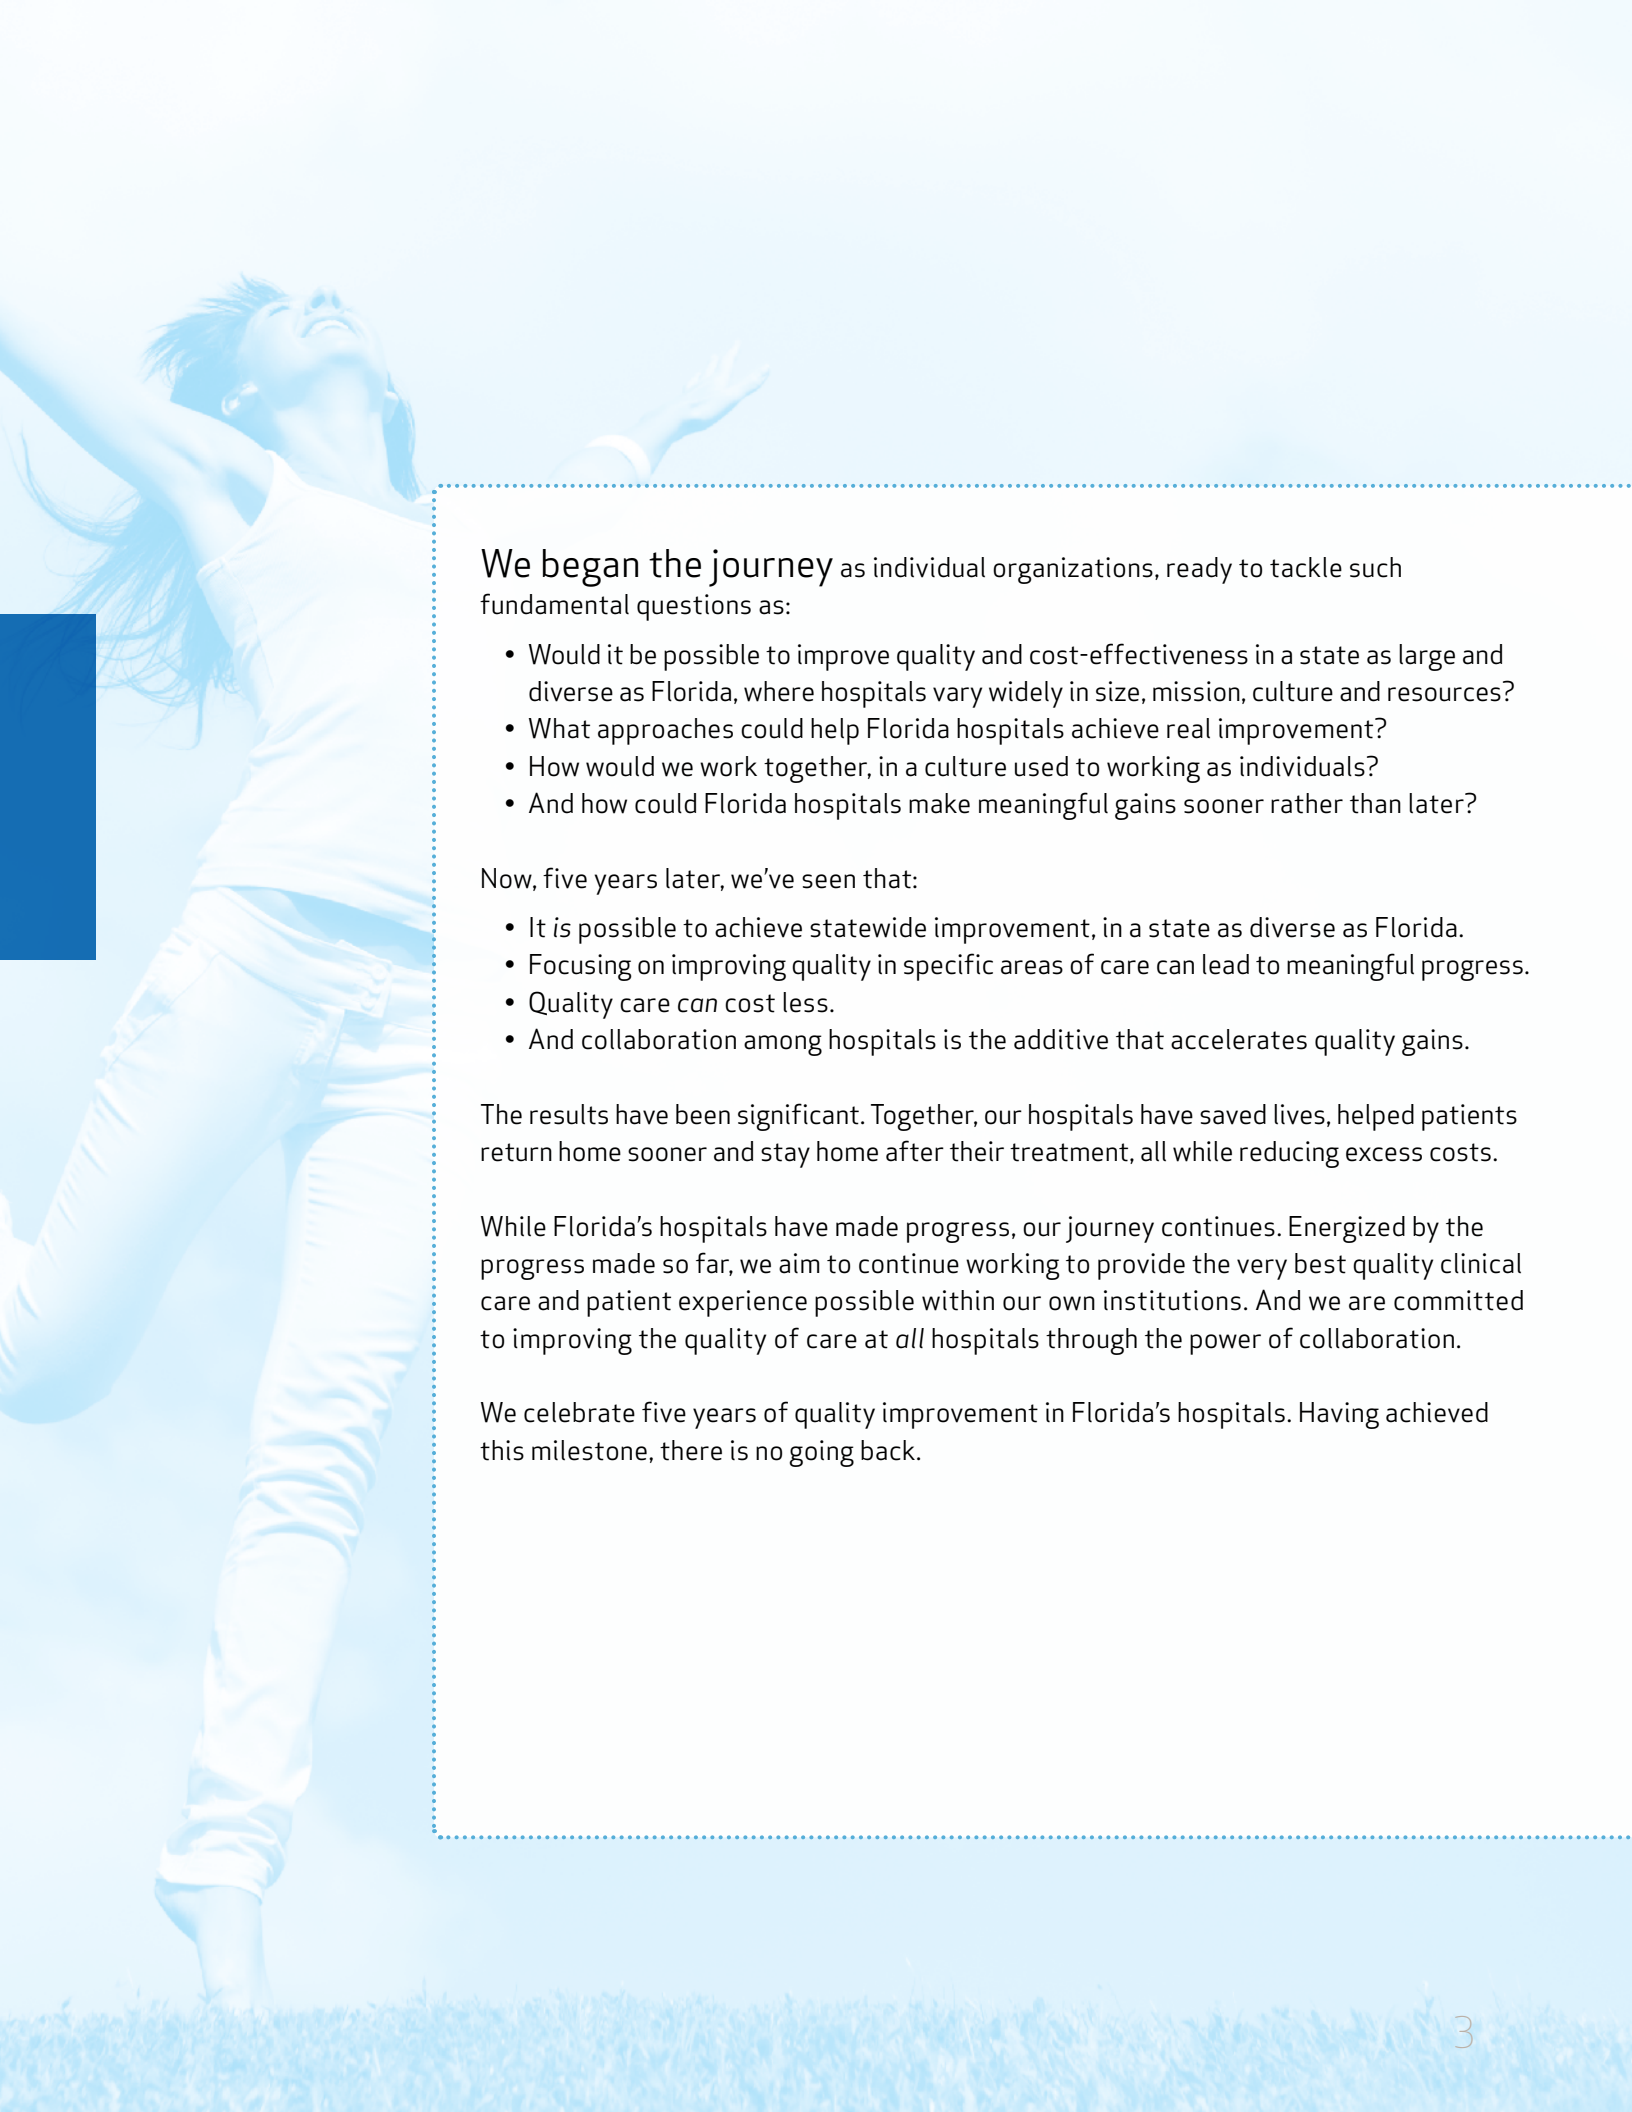 We began the journey as individual organizations, ready to tackle such
fundamental questions as:
• Would it be possible to improve quality and cost-effectiveness in a state as large and
diverse as Florida, where hospitals vary widely in size, mission, culture and resources?
• What approaches could help Florida hospitals achieve real improvement?
• How would we work together, in a culture used to working as individuals?
• And how could Florida hospitals make meaningful gains sooner rather than later?
Now, five years later, we’ve seen that:
• It is possible to achieve statewide improvement, in a state as diverse as Florida.
• Focusing on improving quality in specific areas of care can lead to meaningful progress.
• Quality care can cost less.
• And collaboration among hospitals is the additive that accelerates quality gains.
The results have been significant. Together, our hospitals have saved lives, helped patients
return home sooner and stay home after their treatment, all while reducing excess costs.
While Florida’s hospitals have made progress, our journey continues. Energized by the
progress made so far, we aim to continue working to provide the very best quality clinical
care and patient experience possible within our own institutions. And we are committed
to improving the quality of care at all hospitals through the power of collaboration.
We celebrate five years of quality improvement in Florida’s hospitals. Having achieved
this milestone, there is no going back.
3